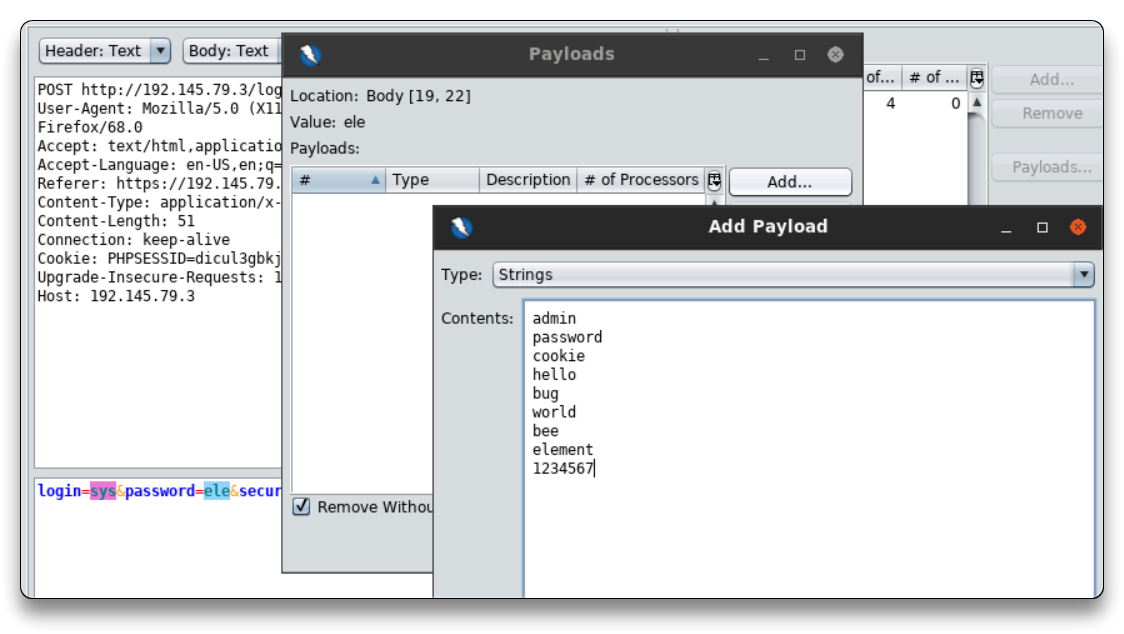 Header: Text
Body: Text
POST http://192.145.79.3/log
User-Agent: Mozilla/5.0 (X11
Firefox/68.0
Accept: text/html,applicatio
Accept-Language: en-US,en;q=
Referer: https://192.145.79.
Content-Type: application/x-
Content-Length: 51
Connection: keep-alive
Cookie: PHPSESSID=dicul3gbkj
Upgrade-Insecure-Requests: 1
Host: 192.145.79.3
login=sys&password=ele&secur
Payloads
Location: Body [19, 22]
Value: ele
Payloads:
# Type Description # of Processors
Add...
Remove Withou
Add Payload
Type: Strings
Contents:
admin
password
cookie
hello
bug
world
bee
element
1234567
of... # of ...
4 0
Add...
Remove
Payloads...